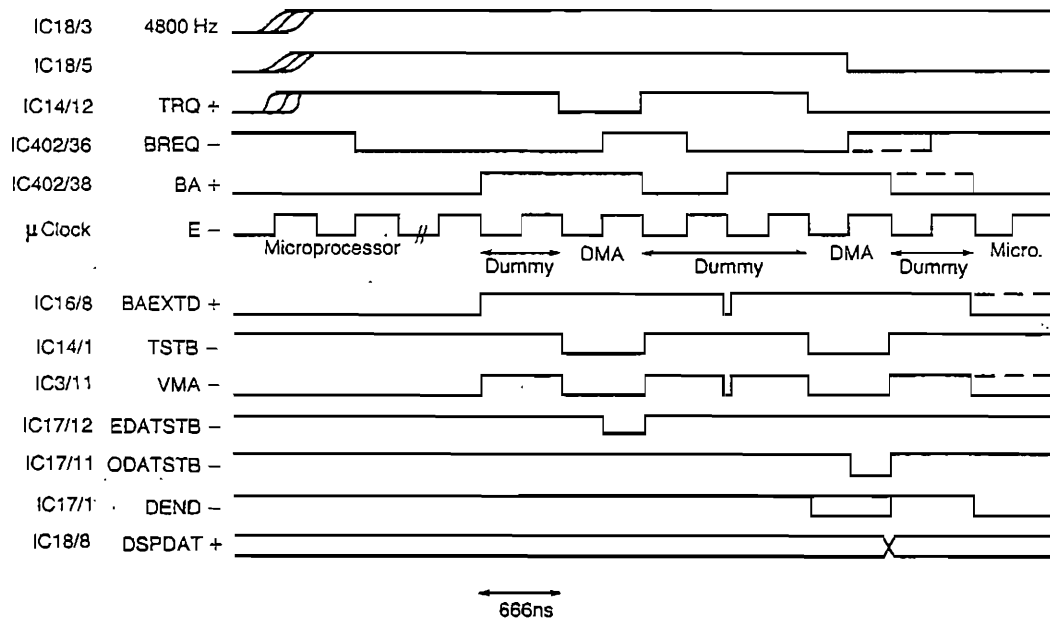 IC18/3 4800 Hz
IC18/5
IC14/12 TRQ +
IC402/36 BREQ −
IC402/38 BA +
µ Clock E −
Microprocessor Dummy DMA Dummy DMA Dummy Micro.
IC16/8 BAEXTD +
IC14/1 TSTB −
IC3/11 VMA −
IC17/12 EDATSTB −
IC17/11 ODATSTB −
IC17/1 DEND −
IC18/8 DSPDAT +
666ns